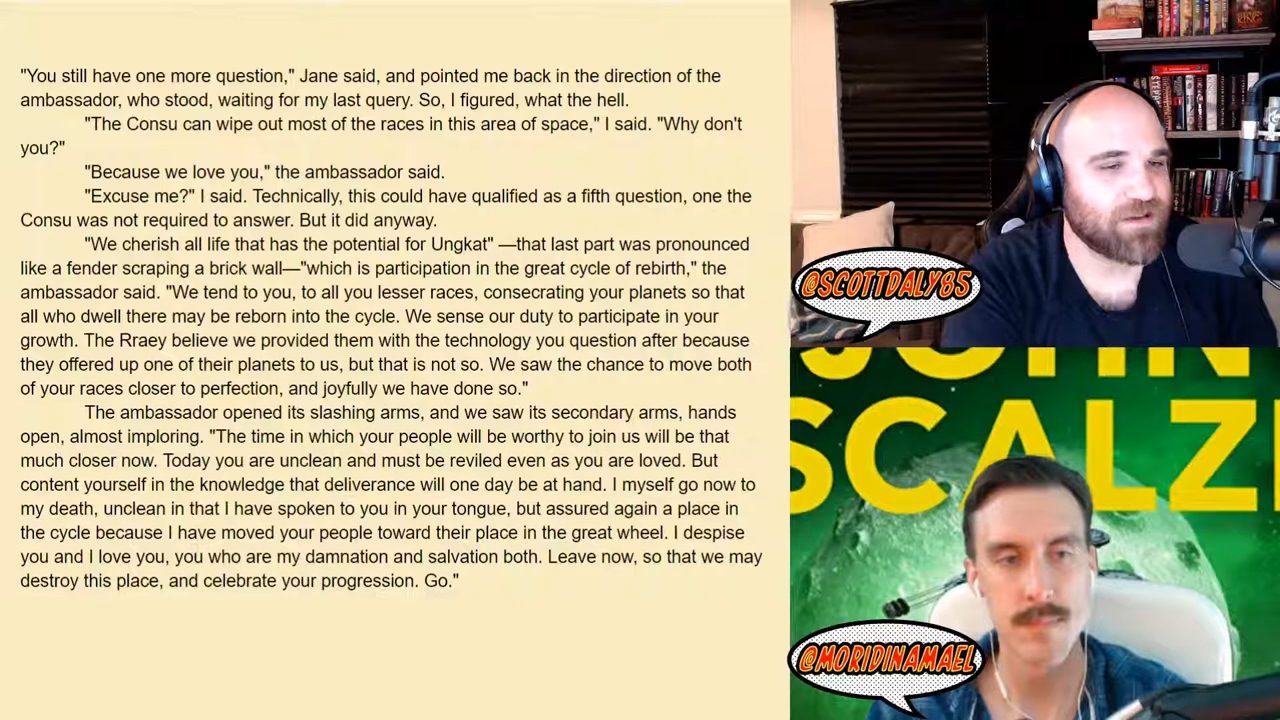 "You still have one more question," Jane said, and pointed me back in the direction of the
ambassador, who stood, waiting for my last query. So, I figured, what the hell.
"The Consu can wipe out most of the races in this area of space," I said. "Why don't
you?"
"Because we love you," the ambassador said.
"Excuse me?" I said. Technically, this could have qualified as a fifth question, one the
Consu was not required to answer. But it did anyway.
"We cherish all life that has the potential for Ungkat" —that last part was pronounced
like a fender scraping a brick wall—"which is participation in the great cycle of rebirth," the
ambassador said. "We tend to you, to all you lesser races, consecrating your planets so that
all who dwell there may be reborn into the cycle. We sense our duty to participate in your
growth. The Rraey believe we provided them with the technology you question after because
they offered up one of their planets to us, but that is not so. We saw the chance to move both
of your races closer to perfection, and joyfully we have done so."
The ambassador opened its slashing arms, and we saw its secondary arms, hands
open, almost imploring. "The time in which your people will be worthy to join us will be that
much closer now. Today you are unclean and must be reviled even as you are loved. But
content yourself in the knowledge that deliverance will one day be at hand. I myself go now to
my death, unclean in that I have spoken to you in your tongue, but assured again a place in
the cycle because I have moved your people toward their place in the great wheel. I despise
you and I love you, you who are my damnation and salvation both. Leave now, so that we may
destroy this place, and celebrate your progression. Go."
@SCOTTDALY85
JOHN
SCALZI
@MORIDINAMAEL